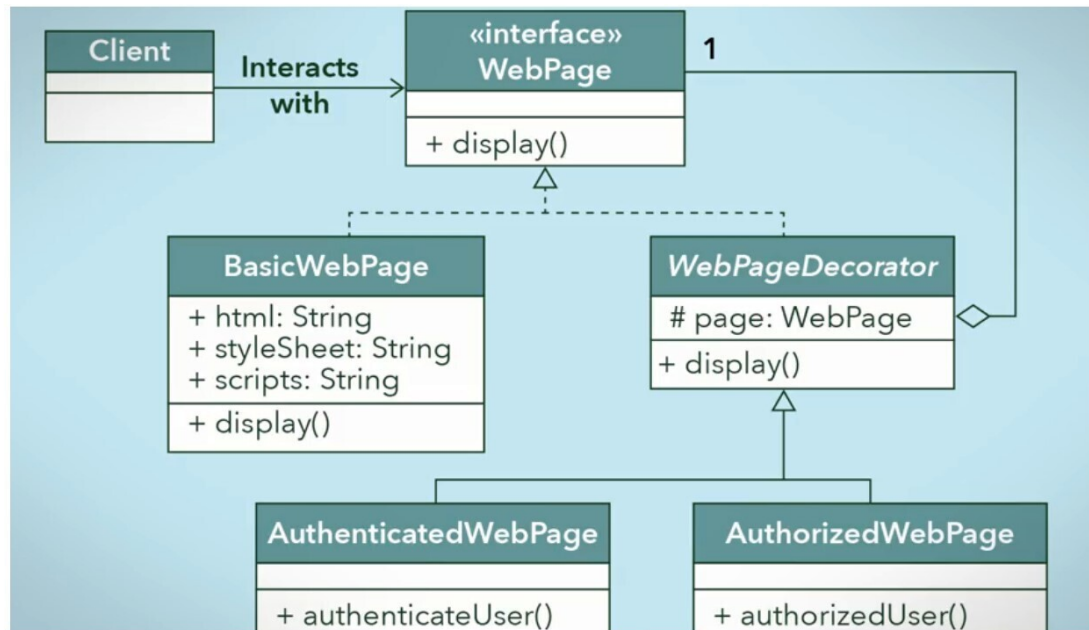 Client
Interacts
with
«interface»
WebPage
1
+ display()
BasicWebPage
+ html: String
+ styleSheet: String
+ scripts: String
+ display()
WebPageDecorator
# page: WebPage
+ display()
AuthenticatedWebPage
+ authenticateUser()
AuthorizedWebPage
+ authorizedUser()